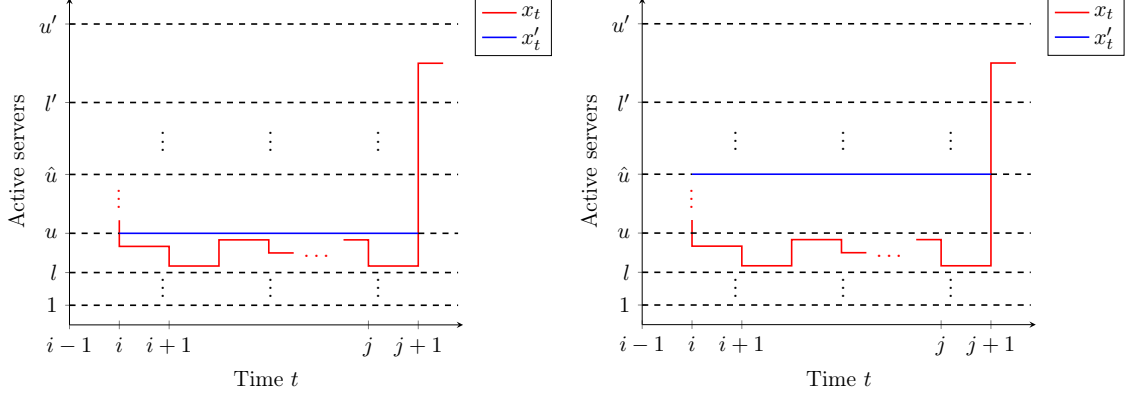 x_t
x'_t
u'
l'
û
u
l
1
Active servers
i − 1
i
i + 1
j
j + 1
Time t
x_t
x'_t
u'
l'
û
u
l
1
Active servers
i − 1
i
i + 1
j
j + 1
Time t